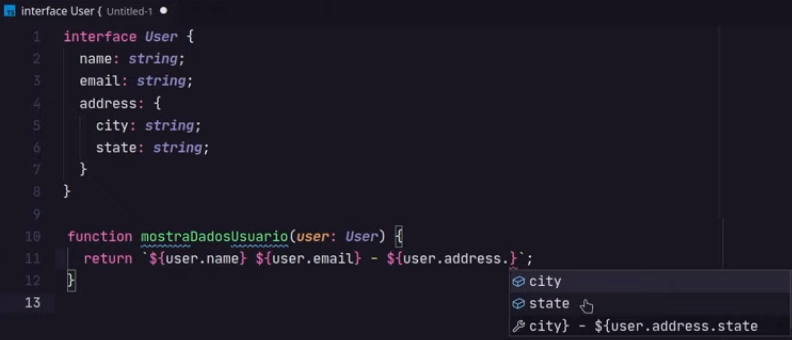 TS interface User { Untitled-1
1 interface User {
2 name: string;
3 email: string;
4 address: {
5 city: string;
6 state: string;
7 }
8 }
9
10 function mostraDadosUsuario(user: User) {
11 return `${user.name} ${user.email} - ${user.address.}`;
12 }
13
city
state
city} - ${user.address.state